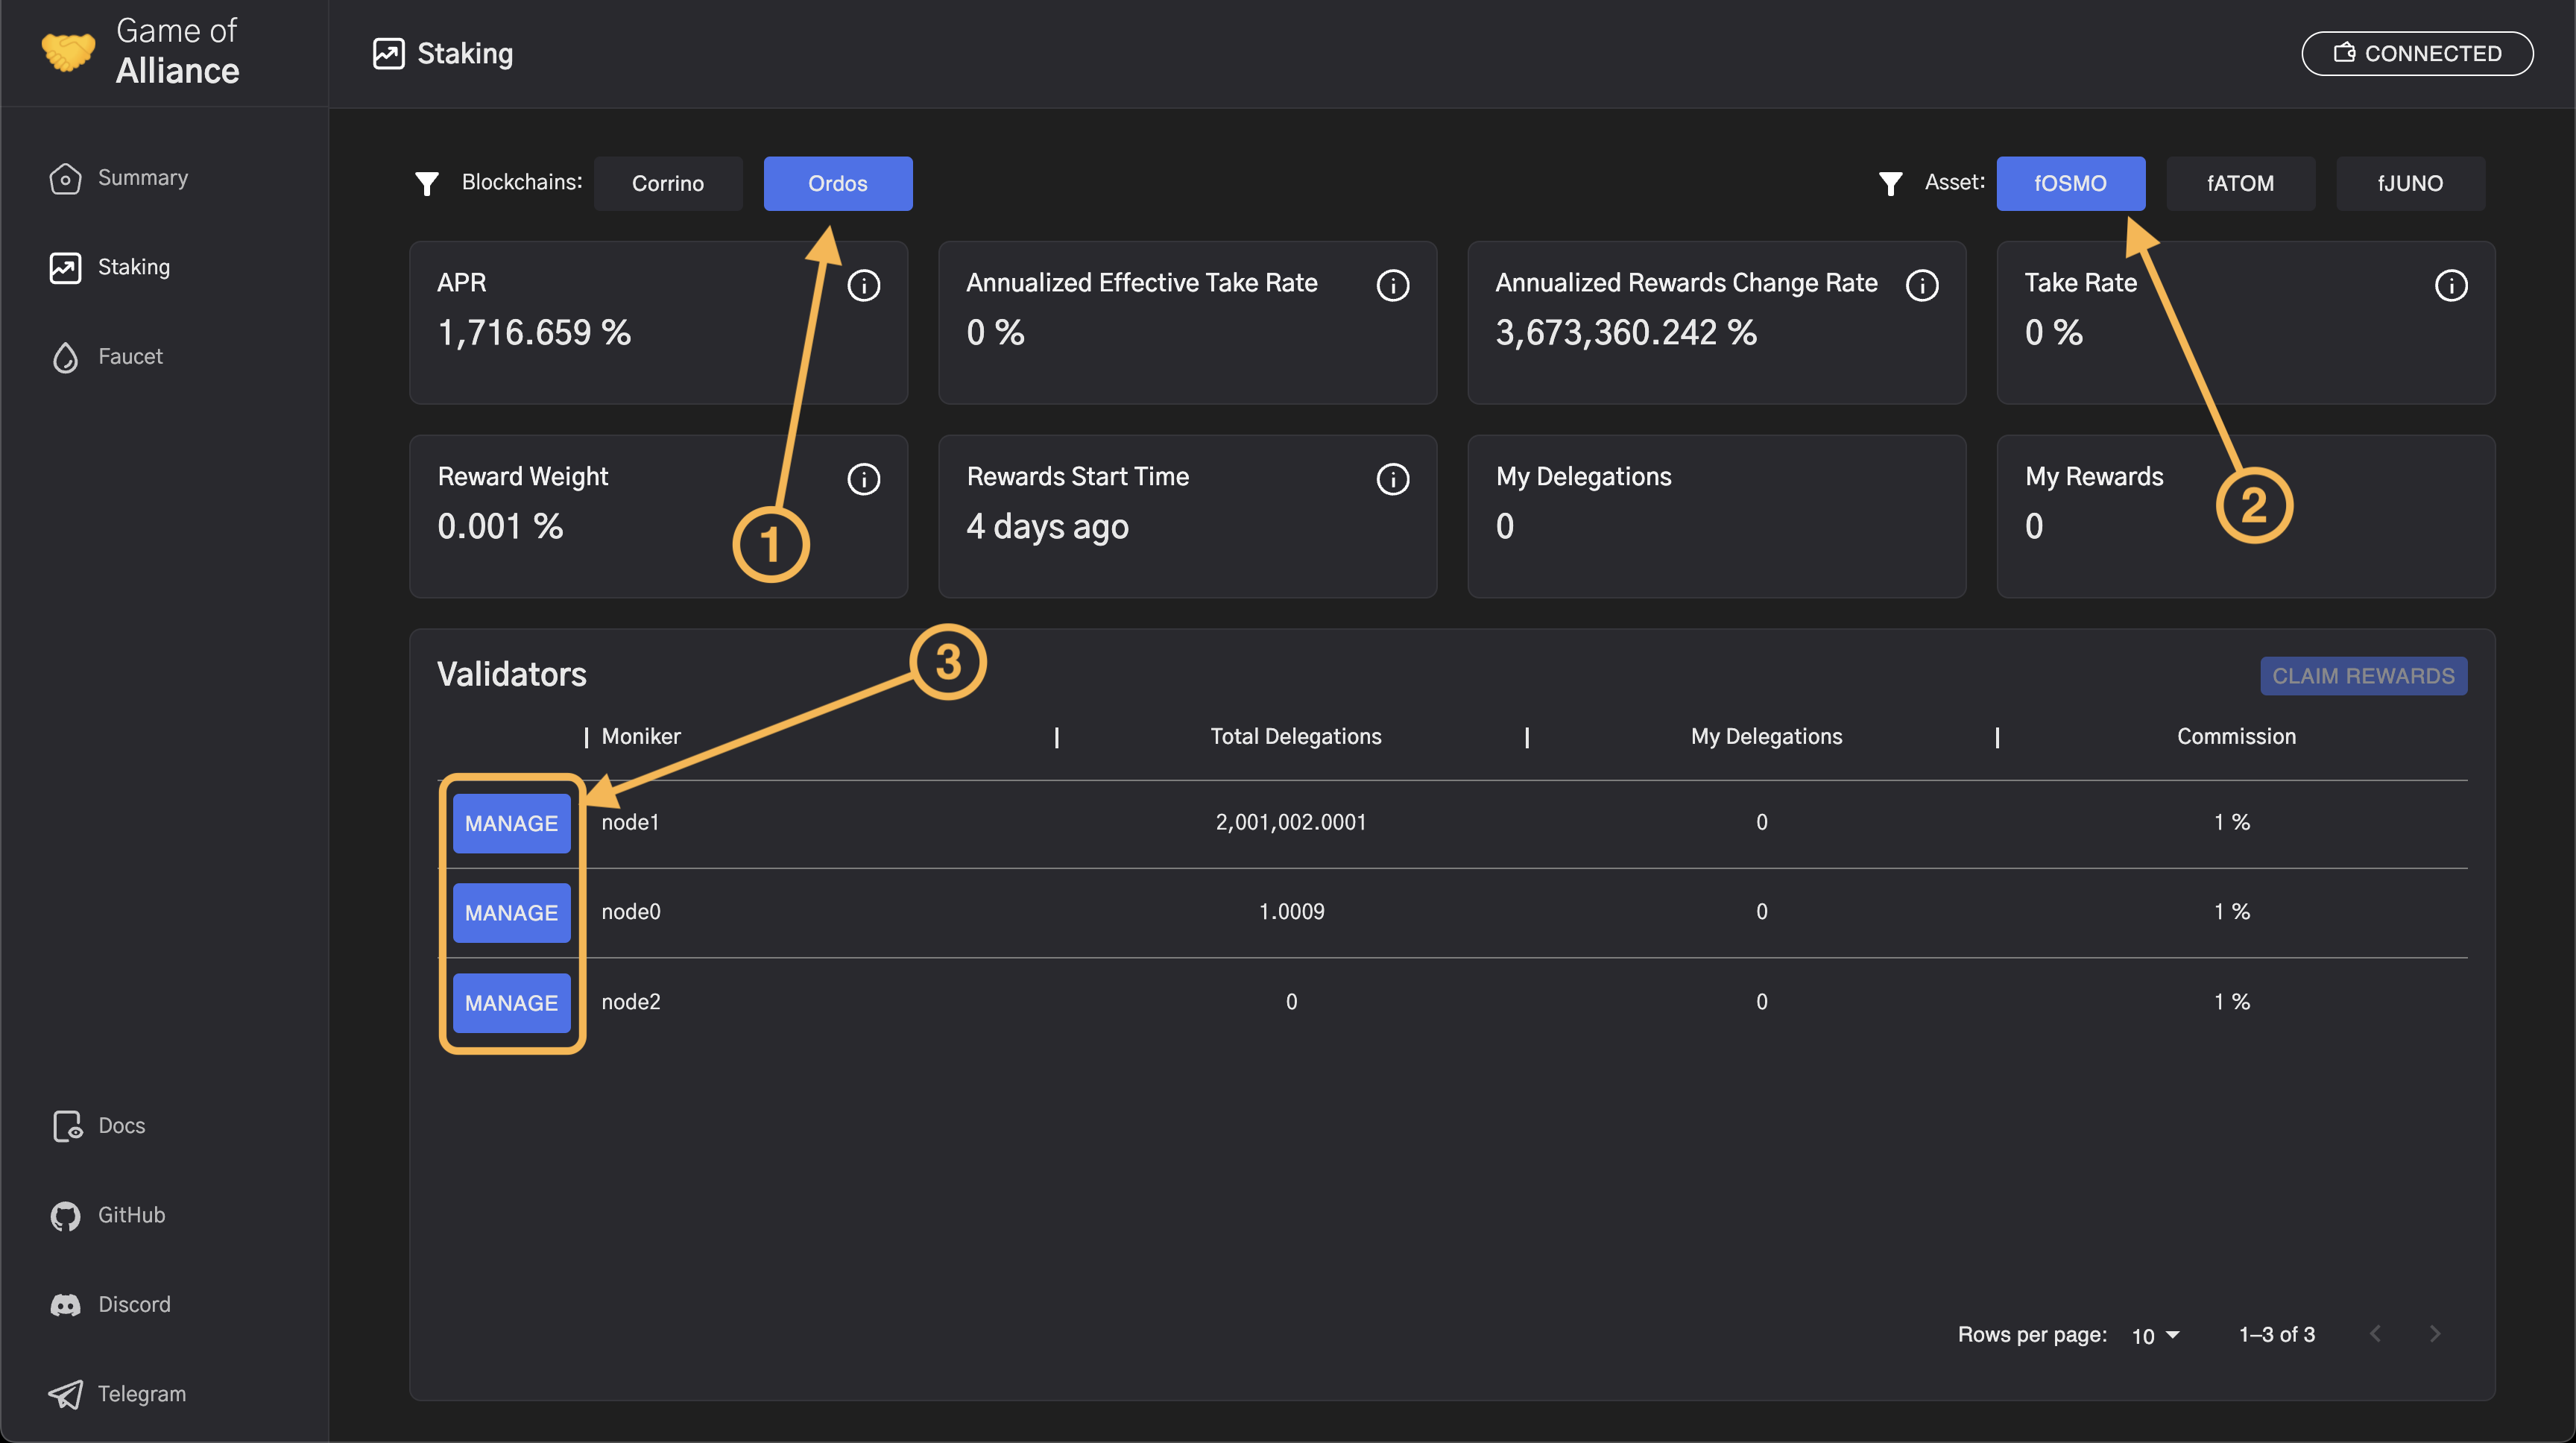 Game of
Alliance
Staking
CONNECTED
Summary
Staking
Faucet
Docs
GitHub
Discord
Telegram
Blockchains: Corrino Ordos
Asset: fOSMO fATOM fJUNO
APR
1,716.659 %
Annualized Effective Take Rate
0 %
Annualized Rewards Change Rate
3,673,360.242 %
Take Rate
0 %
Reward Weight
0.001 %
Rewards Start Time
4 days ago
My Delegations
0
My Rewards
0
1
2
3
Validators
CLAIM REWARDS
Moniker Total Delegations My Delegations Commission
MANAGE node1 2,001,002.0001 0 1 %
MANAGE node0 1.0009 0 1 %
MANAGE node2 0 0 1 %
Rows per page: 10 1–3 of 3